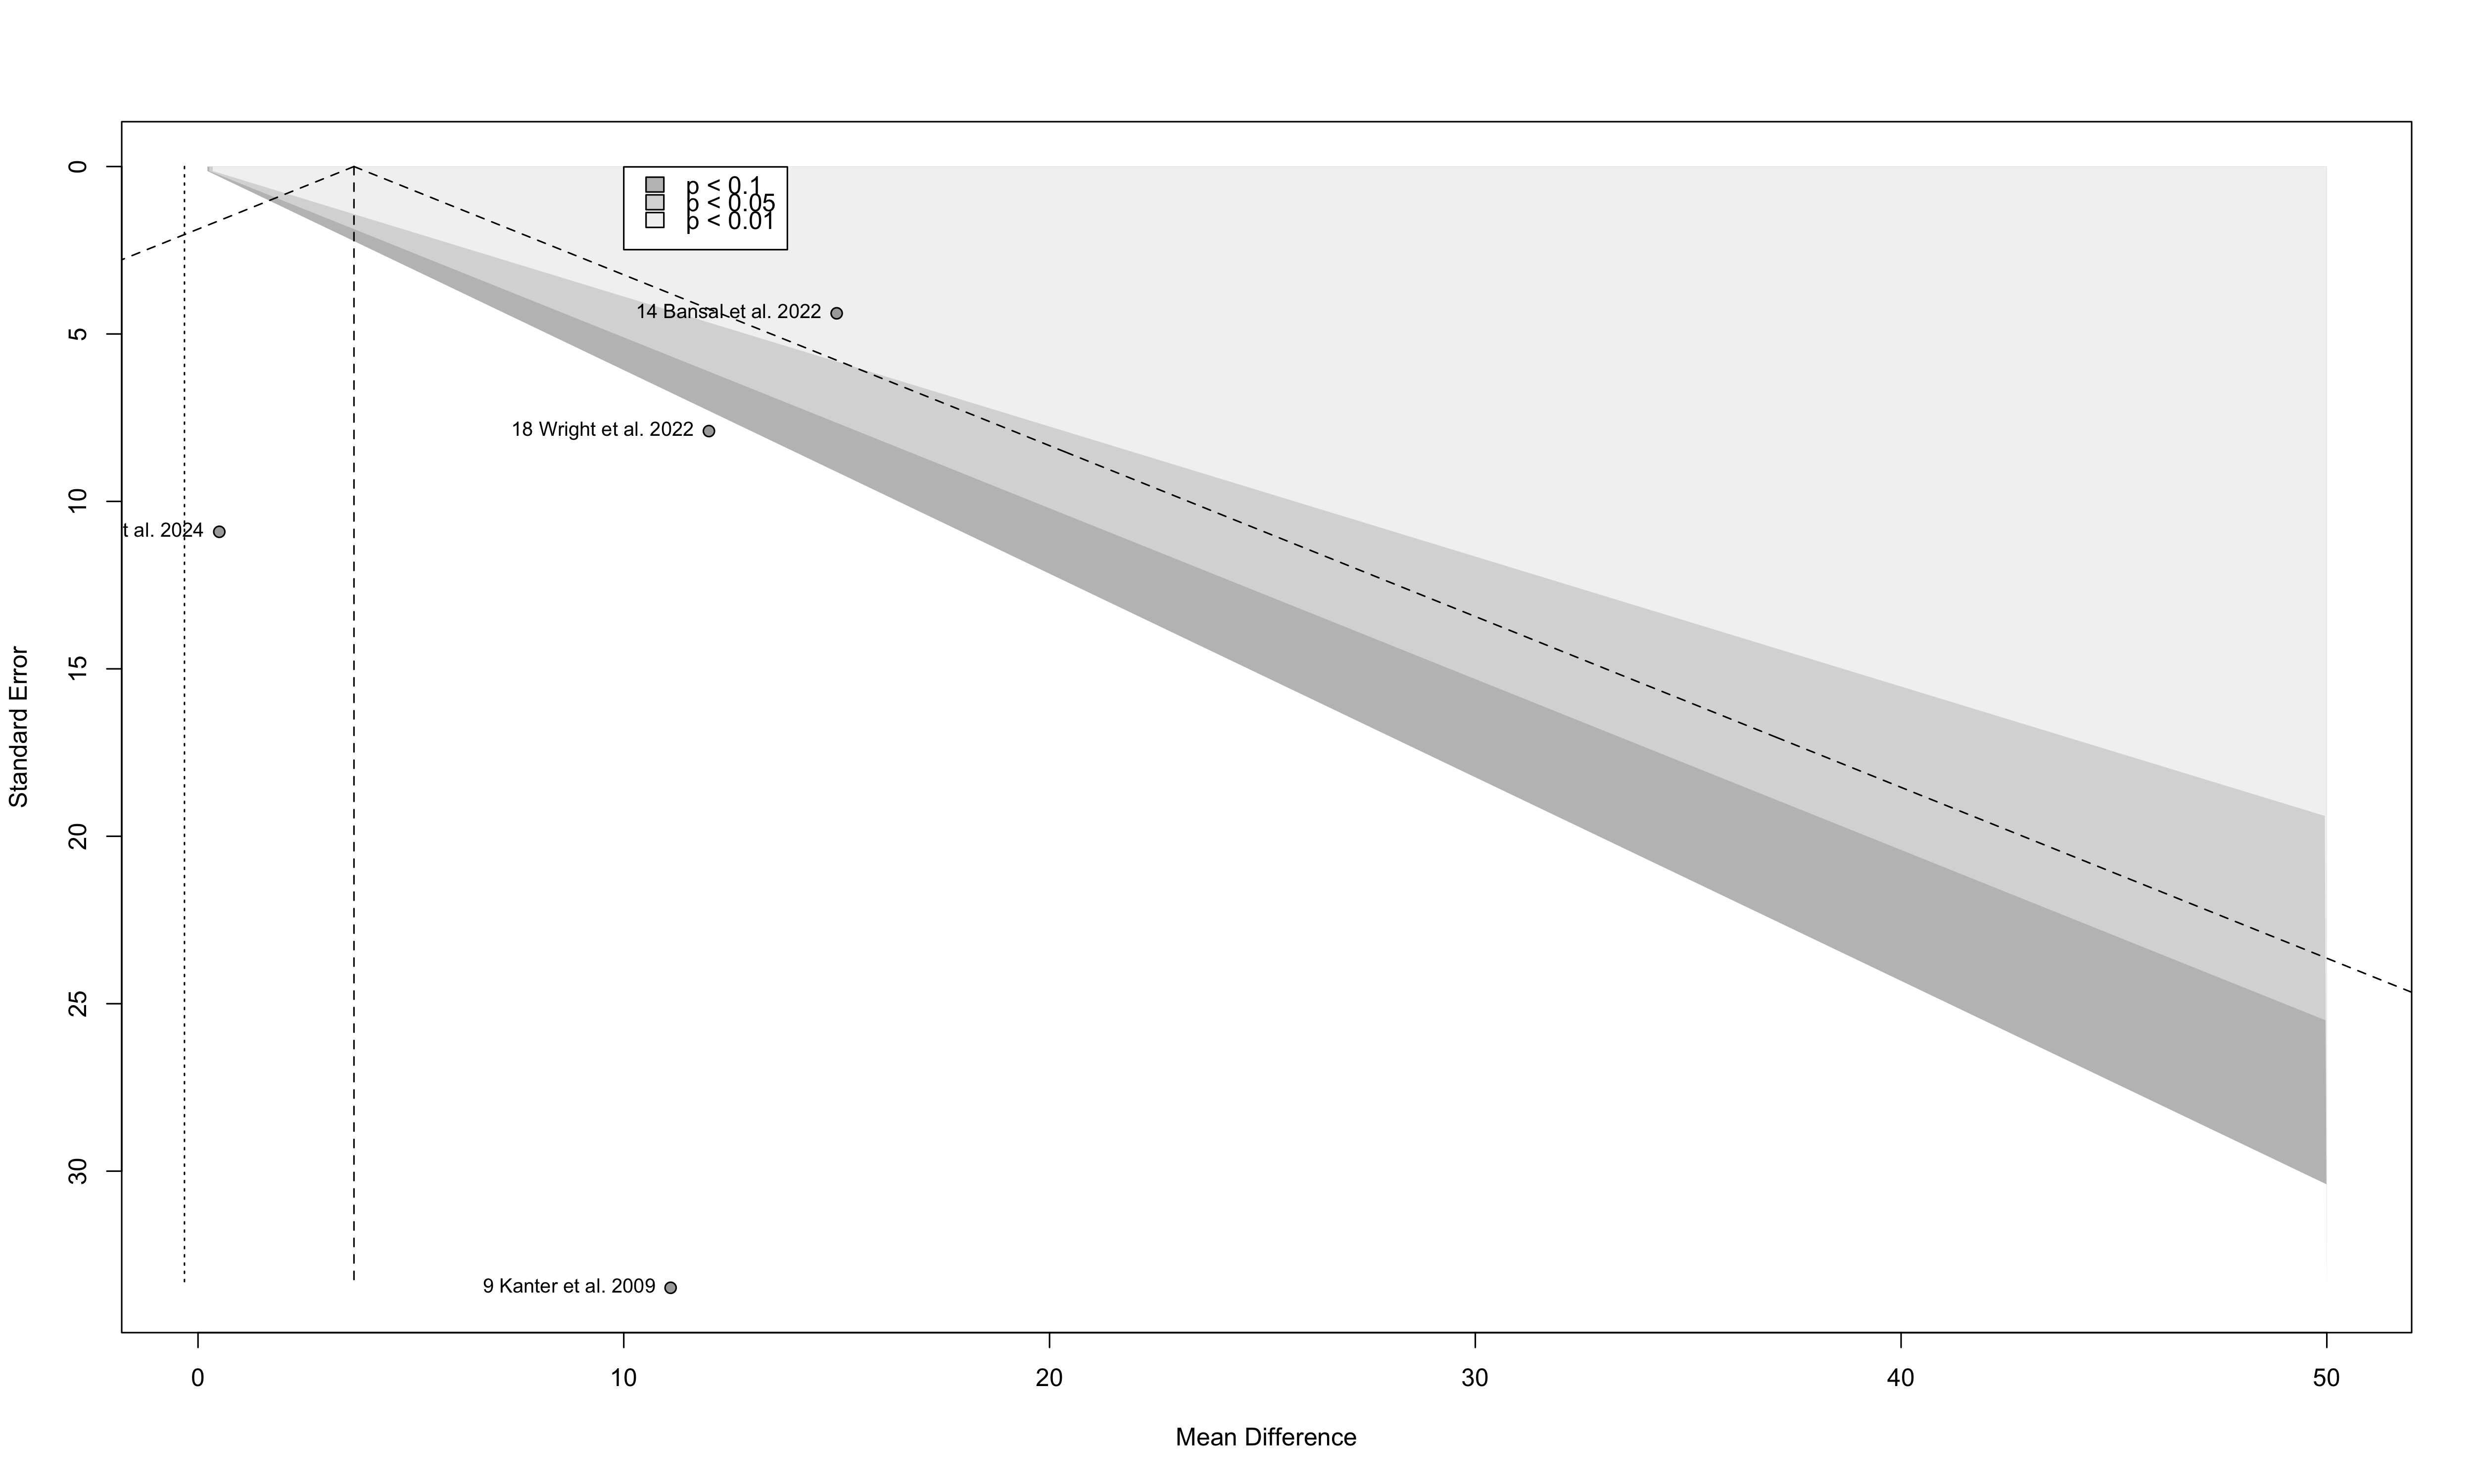 0
5
10
15
20
25
30
Standard Error
p < 0.1
p < 0.05
p < 0.01
14 Bansal et al. 2022
18 Wright et al. 2022
t al. 2024
9 Kanter et al. 2009
0 10 20 30 40 50
Mean Difference